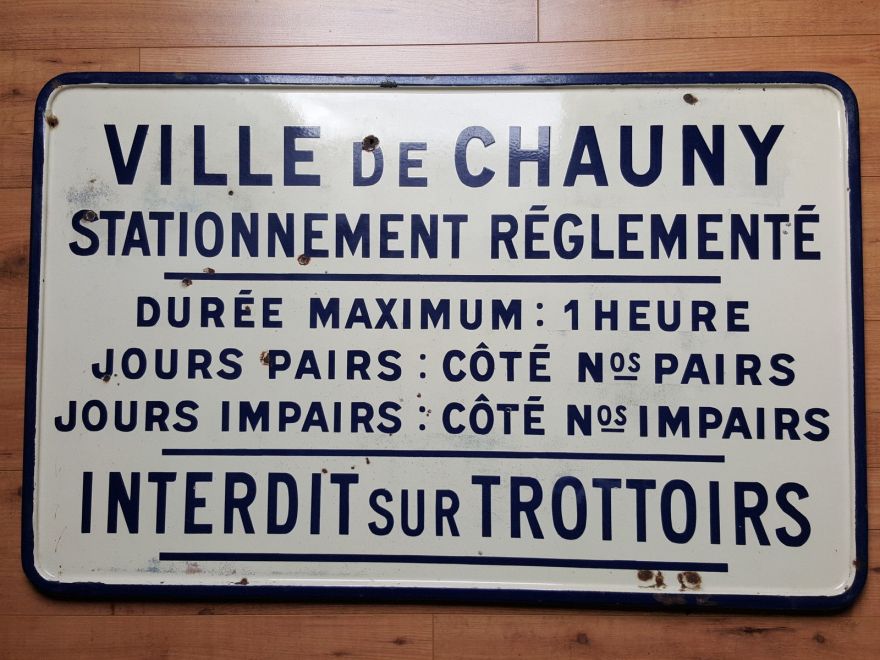 VILLE DE CHAUNY
STATIONNEMENT RÉGLEMENTÉ
DURÉE MAXIMUM : 1 HEURE
JOURS PAIRS : CÔTÉ Nos PAIRS
JOURS IMPAIRS : CÔTÉ Nos IMPAIRS
INTERDIT SUR TROTTOIRS